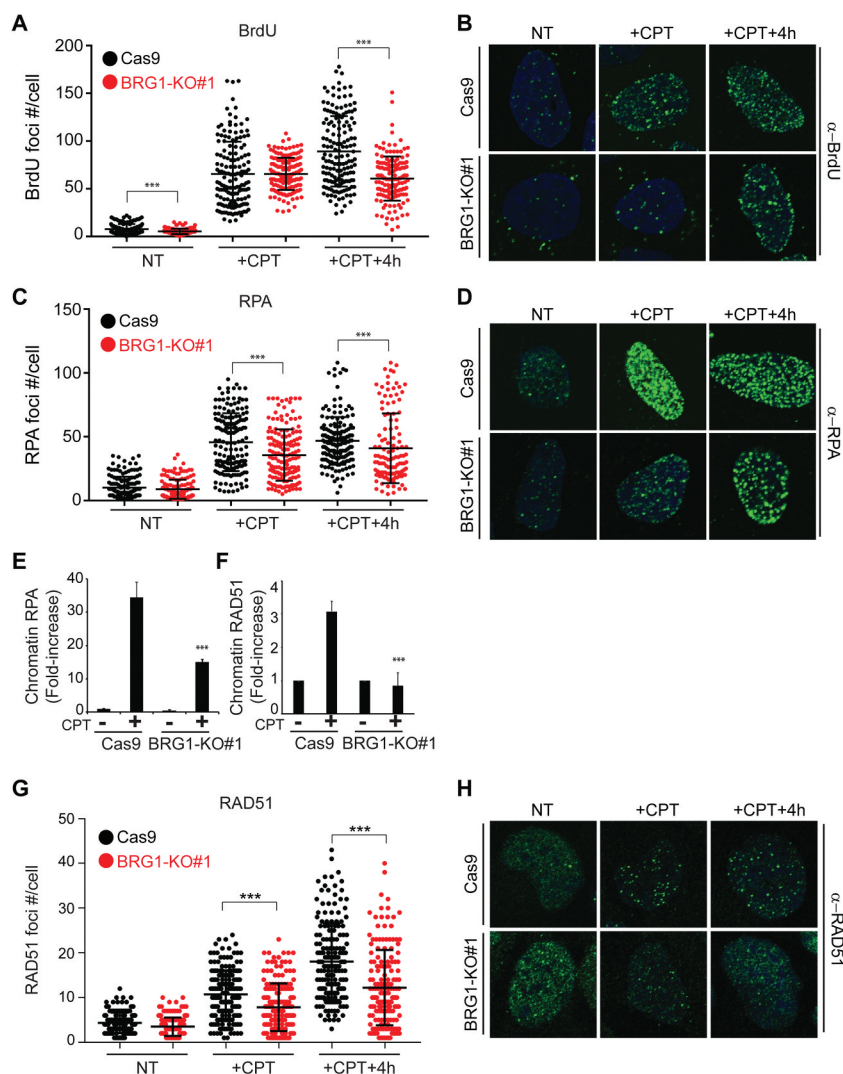 A
BrdU
Cas9
BRG1-KO#1
BrdU foci #/cell
200
150
100
50
0
***
***
NT
+CPT
+CPT+4h
B
NT
+CPT
+CPT+4h
Cas9
BRG1-KO#1
α–BrdU
C
RPA
Cas9
BRG1-KO#1
RPA foci #/cell
150
100
50
0
***
***
NT
+CPT
+CPT+4h
D
NT
+CPT
+CPT+4h
Cas9
BRG1-KO#1
α–RPA
E
Chromatin RPA
(Fold-increase)
40
30
20
10
0
***
CPT - + - +
Cas9 BRG1-KO#1
F
Chromatin RAD51
(Fold-increase)
4
3
2
1
0
***
- + - +
Cas9 BRG1-KO#1
G
RAD51
Cas9
BRG1-KO#1
RAD51 foci #/cell
50
40
30
20
10
0
***
***
NT
+CPT
+CPT+4h
H
NT
+CPT
+CPT+4h
Cas9
BRG1-KO#1
α–RAD51